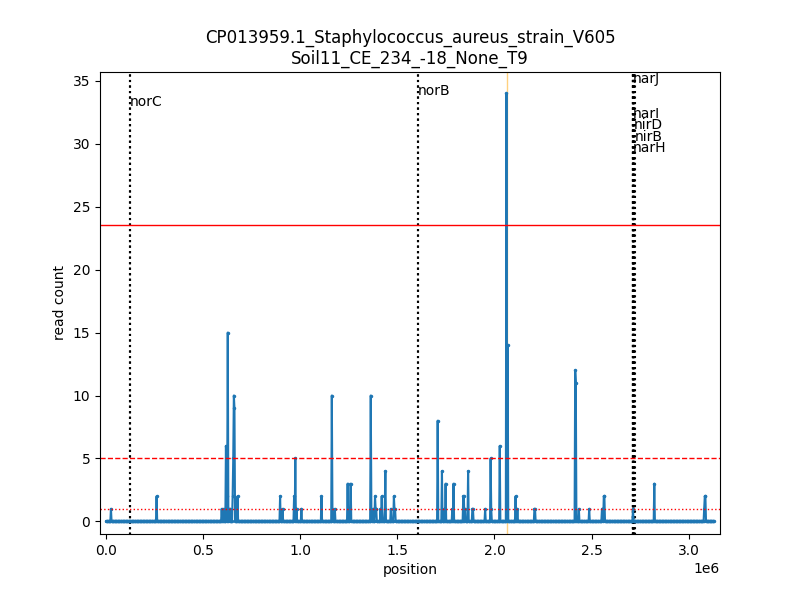 CP013959.1_Staphylococcus_aureus_strain_V605
Soil11_CE_234_-18_None_T9
narJ
norB
norC
narI
nirD
nirB
narH
35
30
25
20
15
10
5
0
read count
0.0 0.5 1.0 1.5 2.0 2.5 3.0
1e6
position